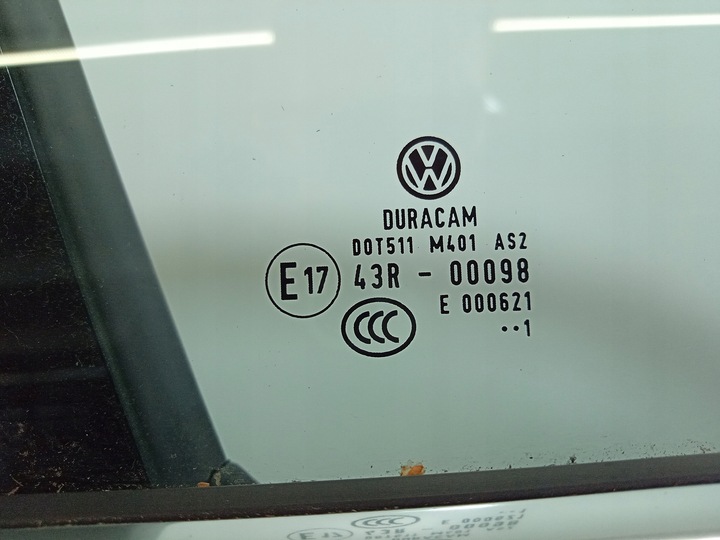 DURACAM
DOT511 M401 AS2
E17 43R - 00098
E 000621
CCC ··1